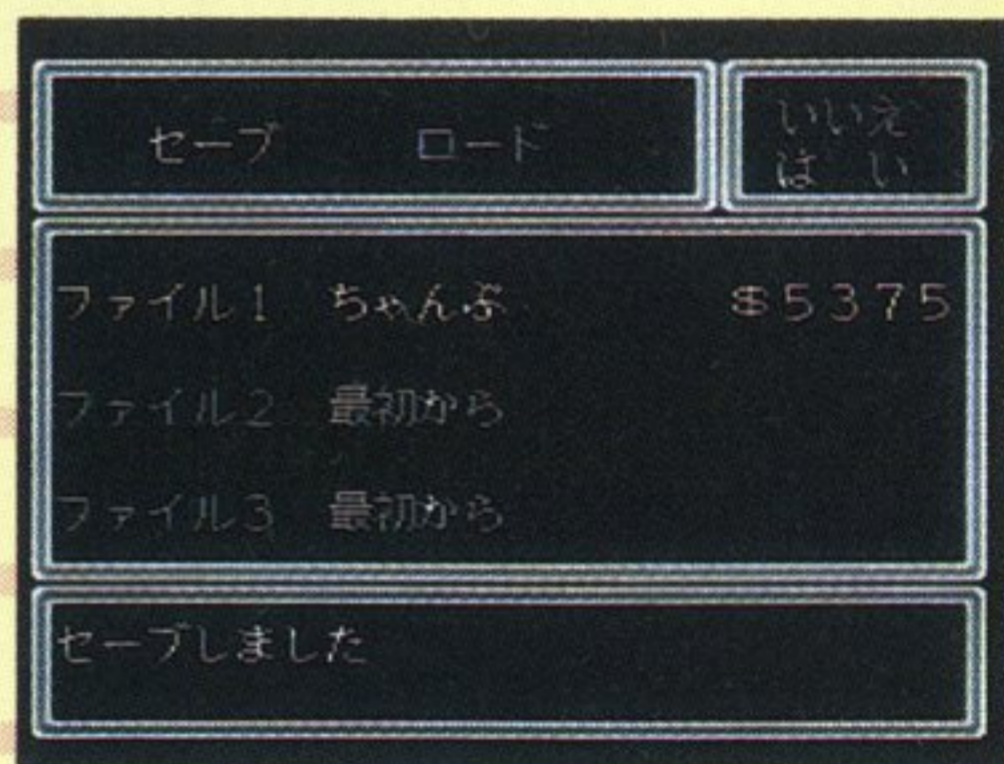 セーブ　ロード
いいえ
はい
ファイル1　ちゃんぷ　$5375
ファイル2　最初から
ファイル3　最初から
セーブしました